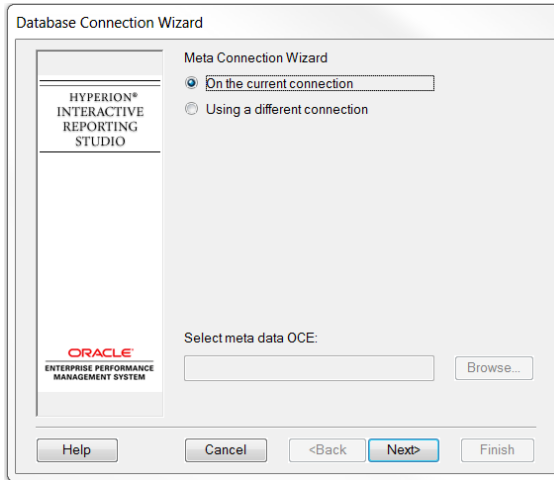 Database Connection Wizard
HYPERION®
INTERACTIVE
REPORTING
STUDIO
ORACLE®
ENTERPRISE PERFORMANCE
MANAGEMENT SYSTEM
Meta Connection Wizard
On the current connection
Using a different connection
Select meta data OCE:
Browse...
Help
Cancel
<Back
Next>
Finish